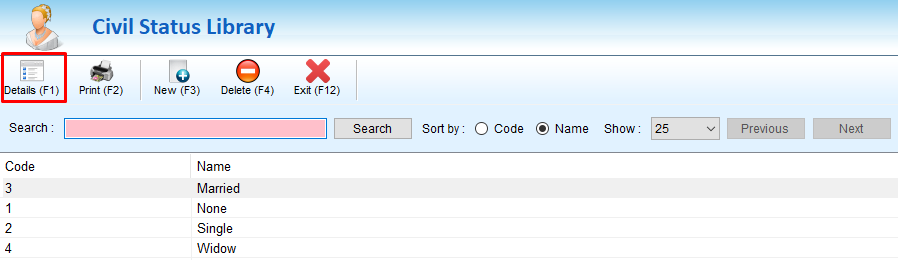 Civil Status Library
Details (F1) Print (F2) New (F3) Delete (F4) Exit (F12)
Search : Search Sort by : Code Name Show : 25 Previous Next
Code Name
3 Married
1 None
2 Single
4 Widow